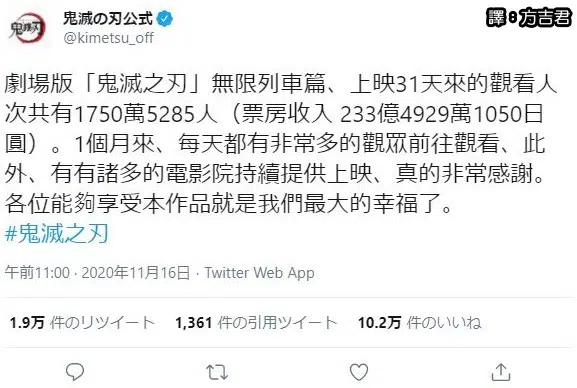 譯:方吉君
鬼滅の刃公式
@kimetsu_off
劇場版「鬼滅之刃」無限列車篇、上映31天來的觀看人
次共有1750萬5285人（票房收入 233億4929萬1050日
圓）。1個月來、每天都有非常多的觀眾前往觀看、此
外、有有諸多的電影院持續提供上映、真的非常感謝。
各位能夠享受本作品就是我們最大的幸福了。
#鬼滅之刃
午前11:00 · 2020年11月16日 · Twitter Web App
1.9万 件のリツイート 1,361 件の引用ツイート 10.2万 件のいいね